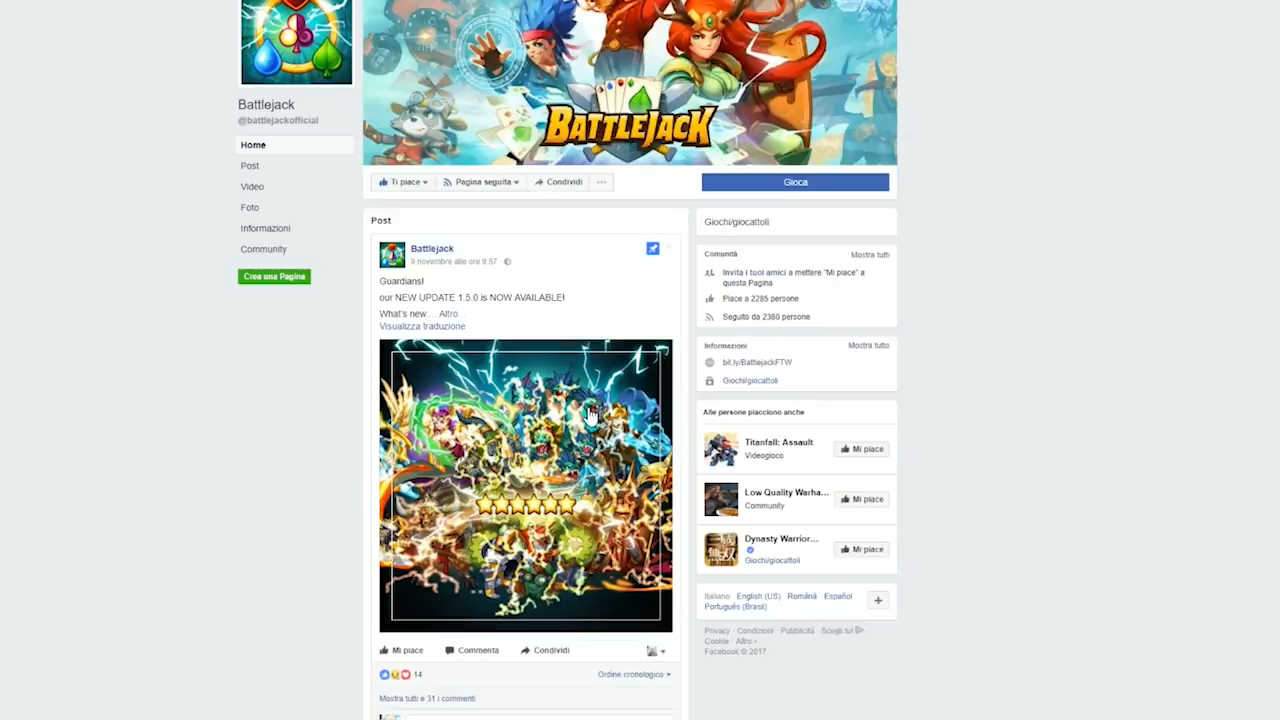 BATTLEJACK
Battlejack
@battlejackofficial
Home
Post
Video
Foto
Informazioni
Community
Crea una Pagina
Ti piace
Pagina seguita
Condividi
Gioca
Post
Battlejack
9 novembre alle ore 9:57
Guardians!
our NEW UPDATE 1.5.0 is NOW AVAILABLE!
What's new.... Altro...
Visualizza traduzione
Mi piace
Commenta
Condividi
14
Ordine cronologico
Mostra tutti e 31 i commenti
Giochi/giocattoli
Comunità
Mostra tutti
Invita i tuoi amici a mettere "Mi piace" a
questa Pagina
Piace a 2285 persone
Seguito da 2380 persone
Informazioni
Mostra tutto
bit.ly/BattlejackFTW
Giochi/giocattoli
Alle persone piacciono anche
Titanfall: Assault
Videogioco
Mi piace
Low Quality Warha...
Community
Mi piace
Dynasty Warrior...
Giochi/giocattoli
Mi piace
Italiano · English (US) · Română · Español ·
Português (Brasil)
Privacy · Condizioni · Pubblicità · Scegli tu!
Cookie · Altro
Facebook © 2017